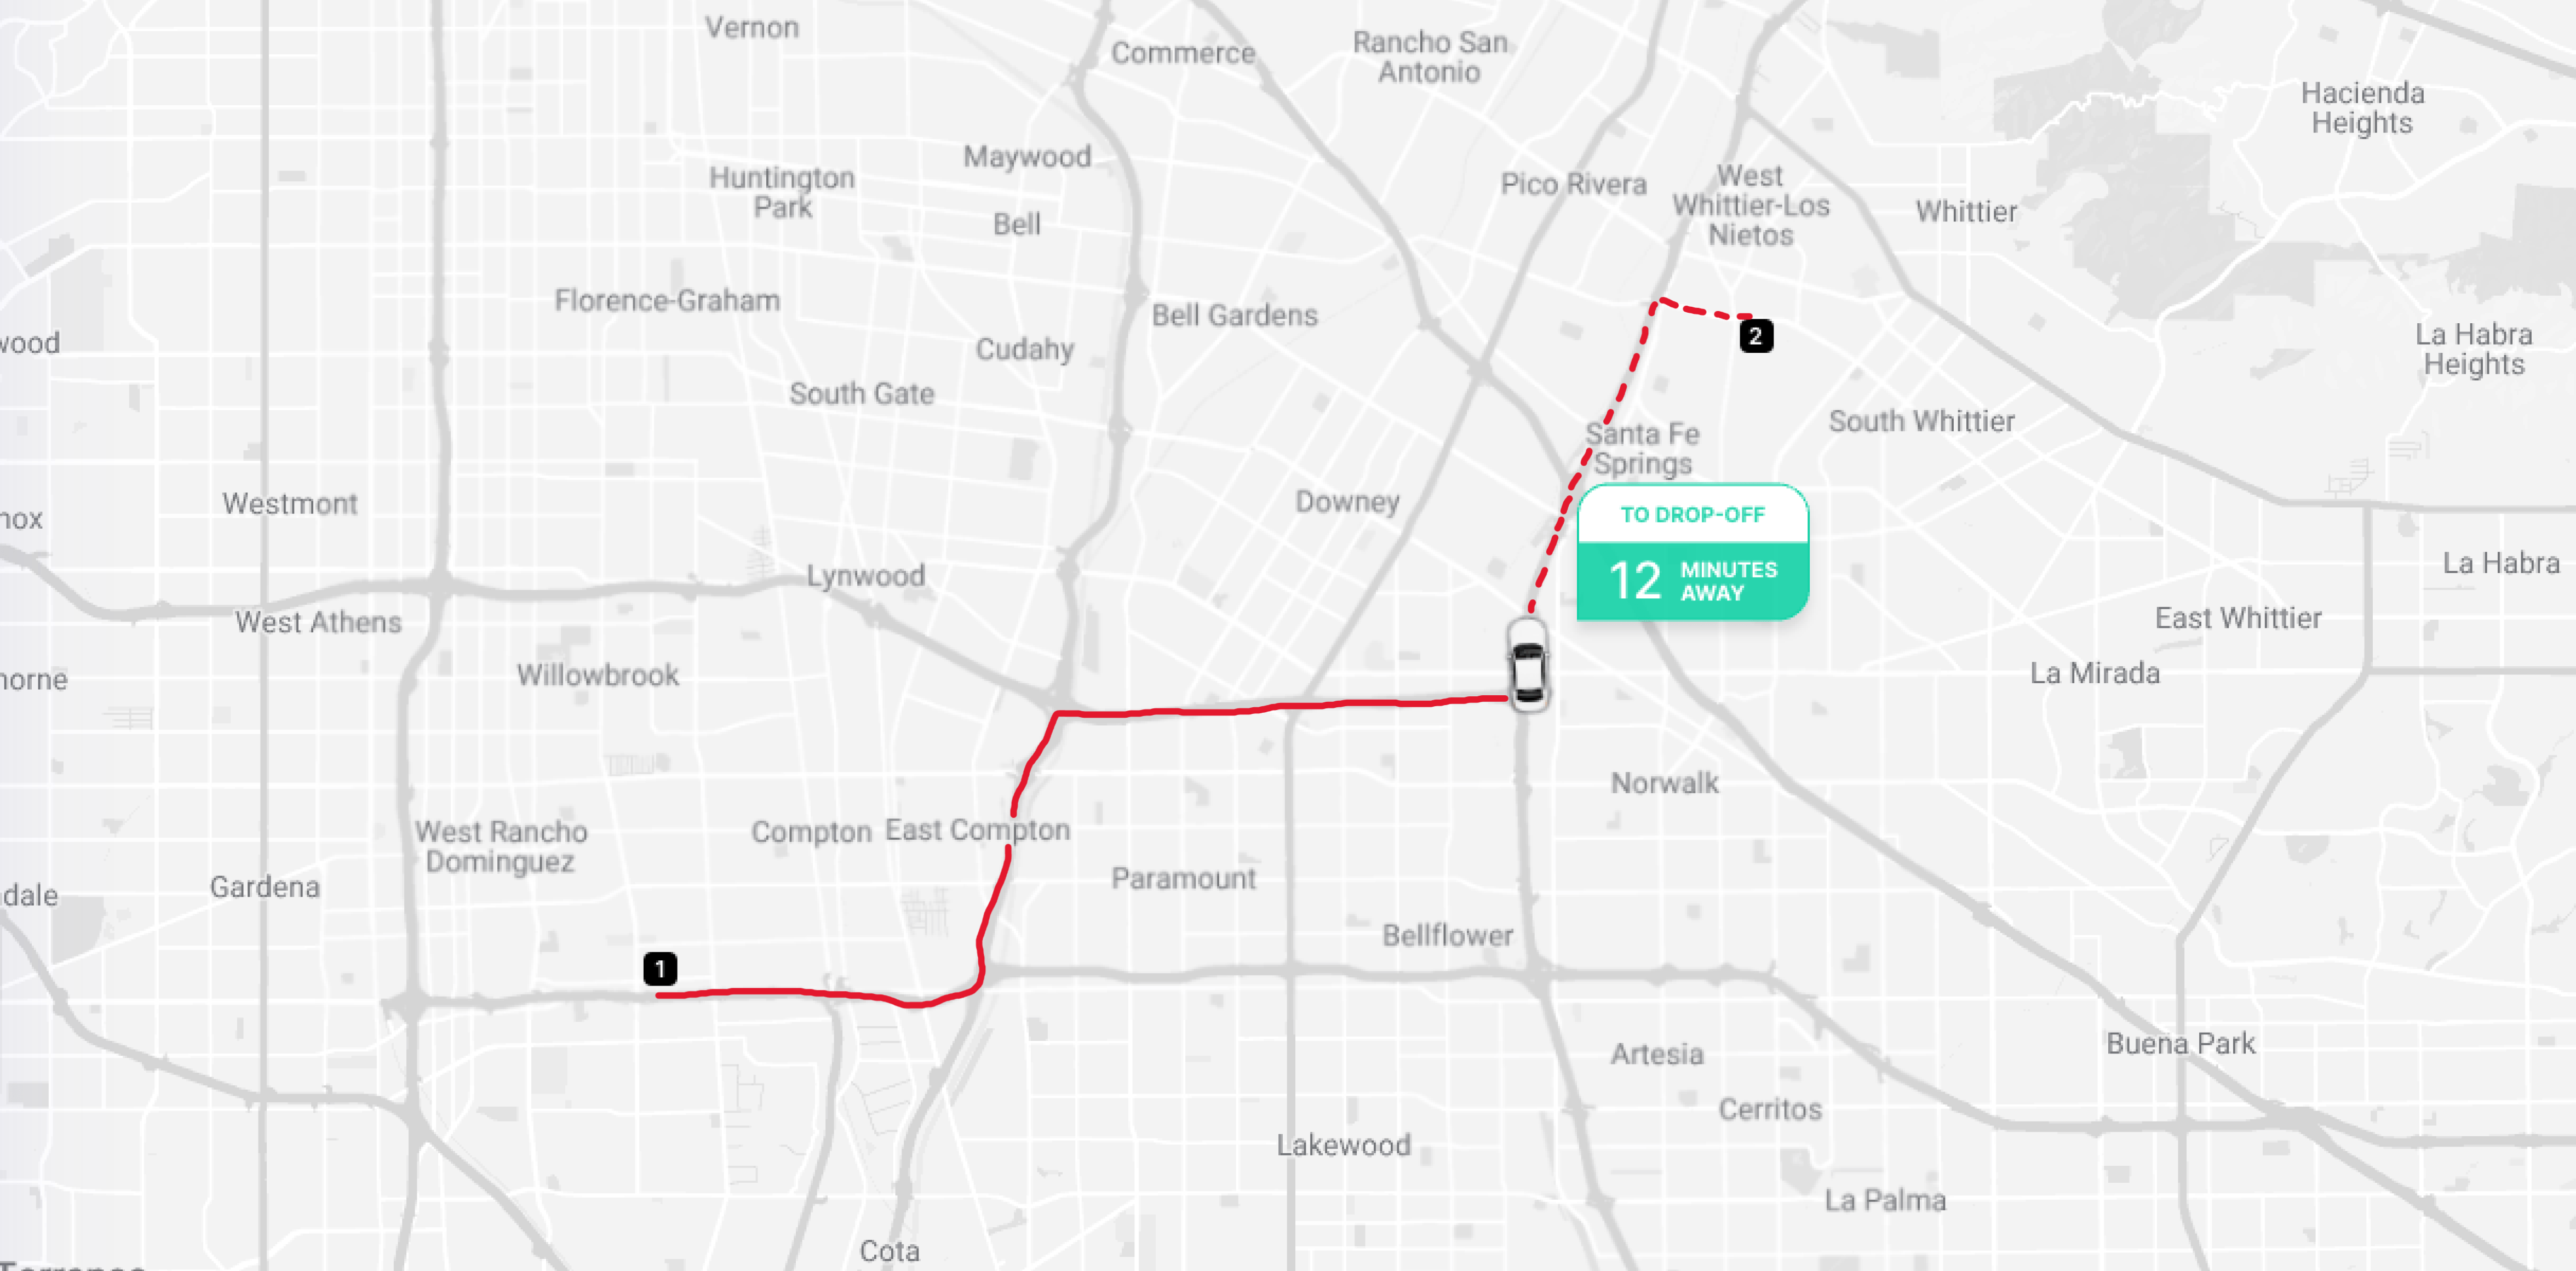 Vernon
Commerce
Rancho San
Antonio
Hacienda
Heights
Maywood
Huntington
Park
Pico Rivera
West
Whittier-Los
Nietos
Whittier
Bell
Florence-Graham
Bell Gardens
Cudahy
2
wood
La Habra
Heights
South Gate
South Whittier
Santa Fe
Springs
Westmont
Downey
nox
TO DROP-OFF
12 MINUTES
AWAY
La Habra
Lynwood
West Athens
East Whittier
Willowbrook
La Mirada
horne
Norwalk
West Rancho
Dominguez
Compton
East Compton
Paramount
Gardena
dale
Bellflower
1
Buena Park
Artesia
Cerritos
Lakewood
La Palma
Cota